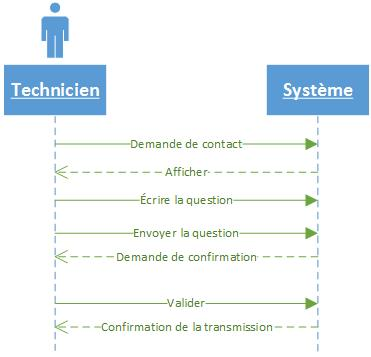 Technicien
Système
Demande de contact
Afficher
Écrire la question
Envoyer la question
Demande de confirmation
Valider
Confirmation de la transmission